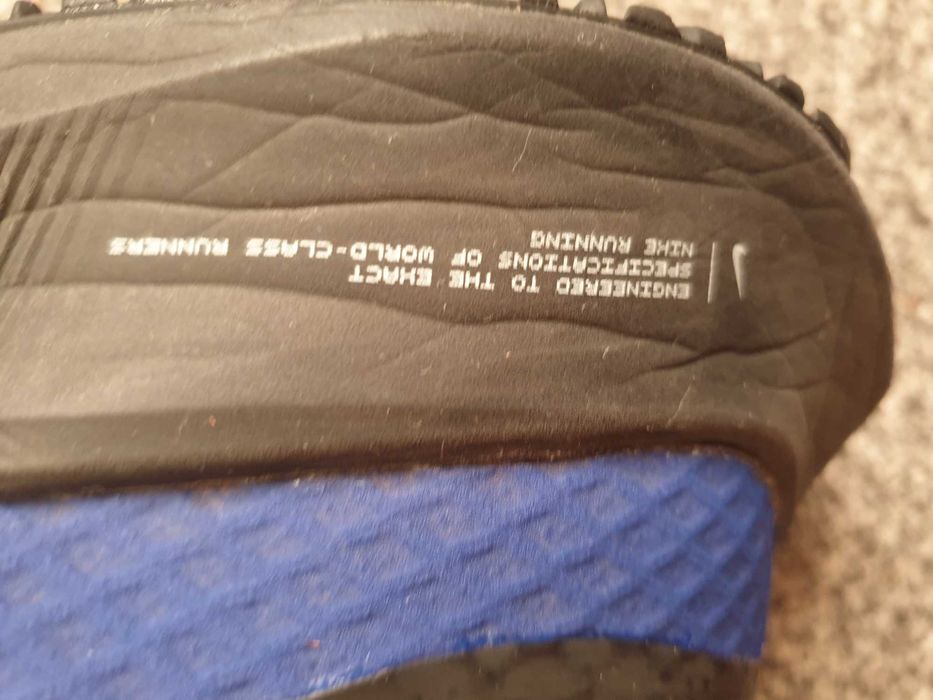 ENGINEERED TO THE EXACT
SPECIFICATIONS OF WORLD-CLASS RUNNERS
NIKE RUNNING